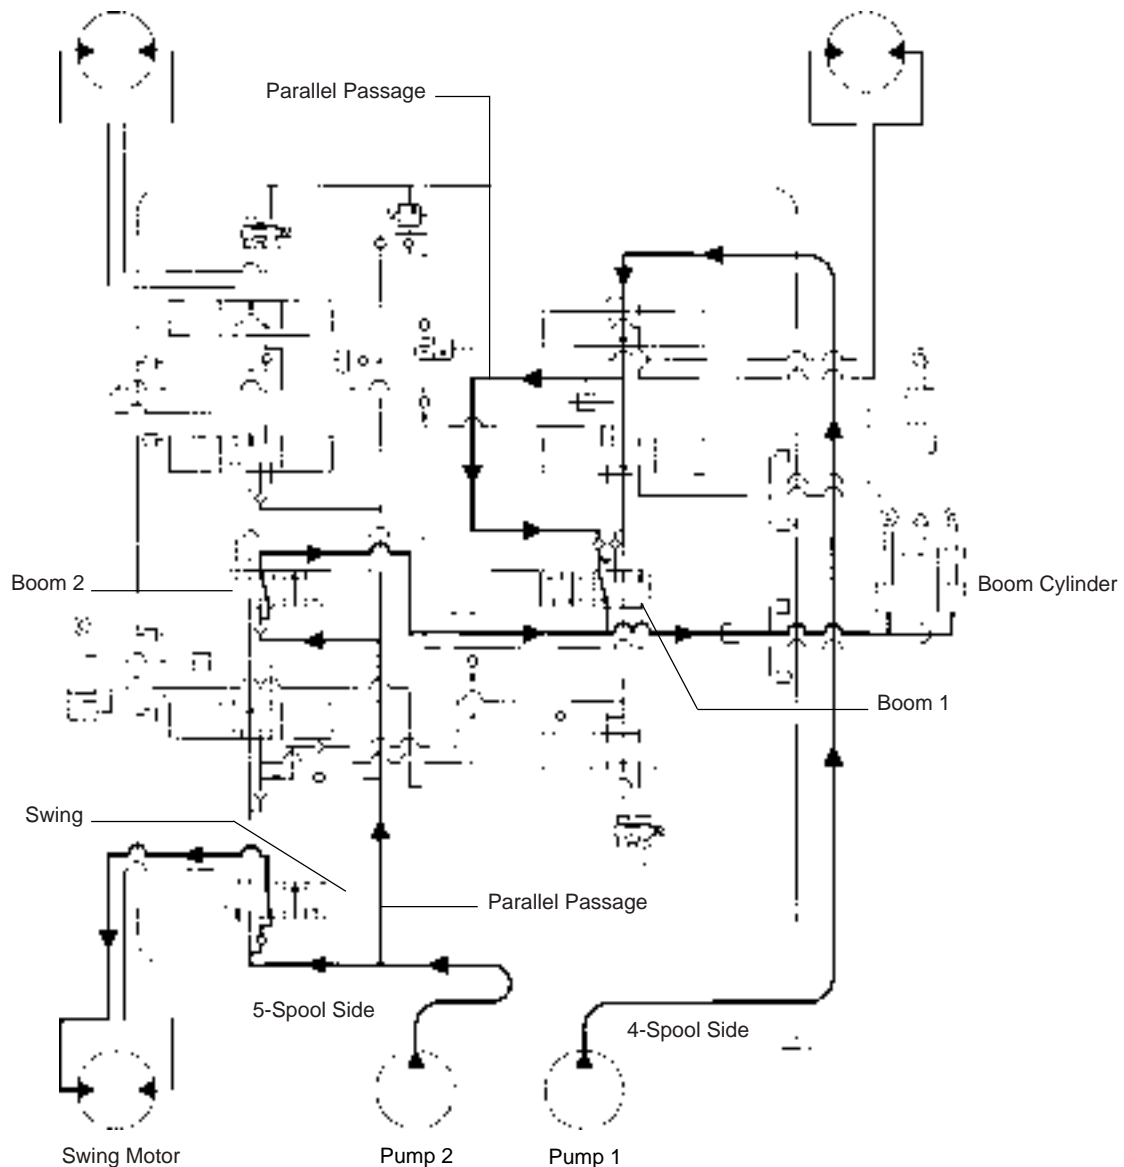 Parallel Passage
Boom 2
Boom Cylinder
Boom 1
Swing
Parallel Passage
5-Spool Side
4-Spool Side
Swing Motor
Pump 2
Pump 1